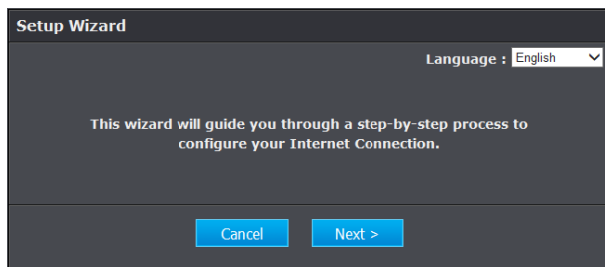 Setup Wizard
Language : English
This wizard will guide you through a step-by-step process to
configure your Internet Connection.
Cancel
Next >